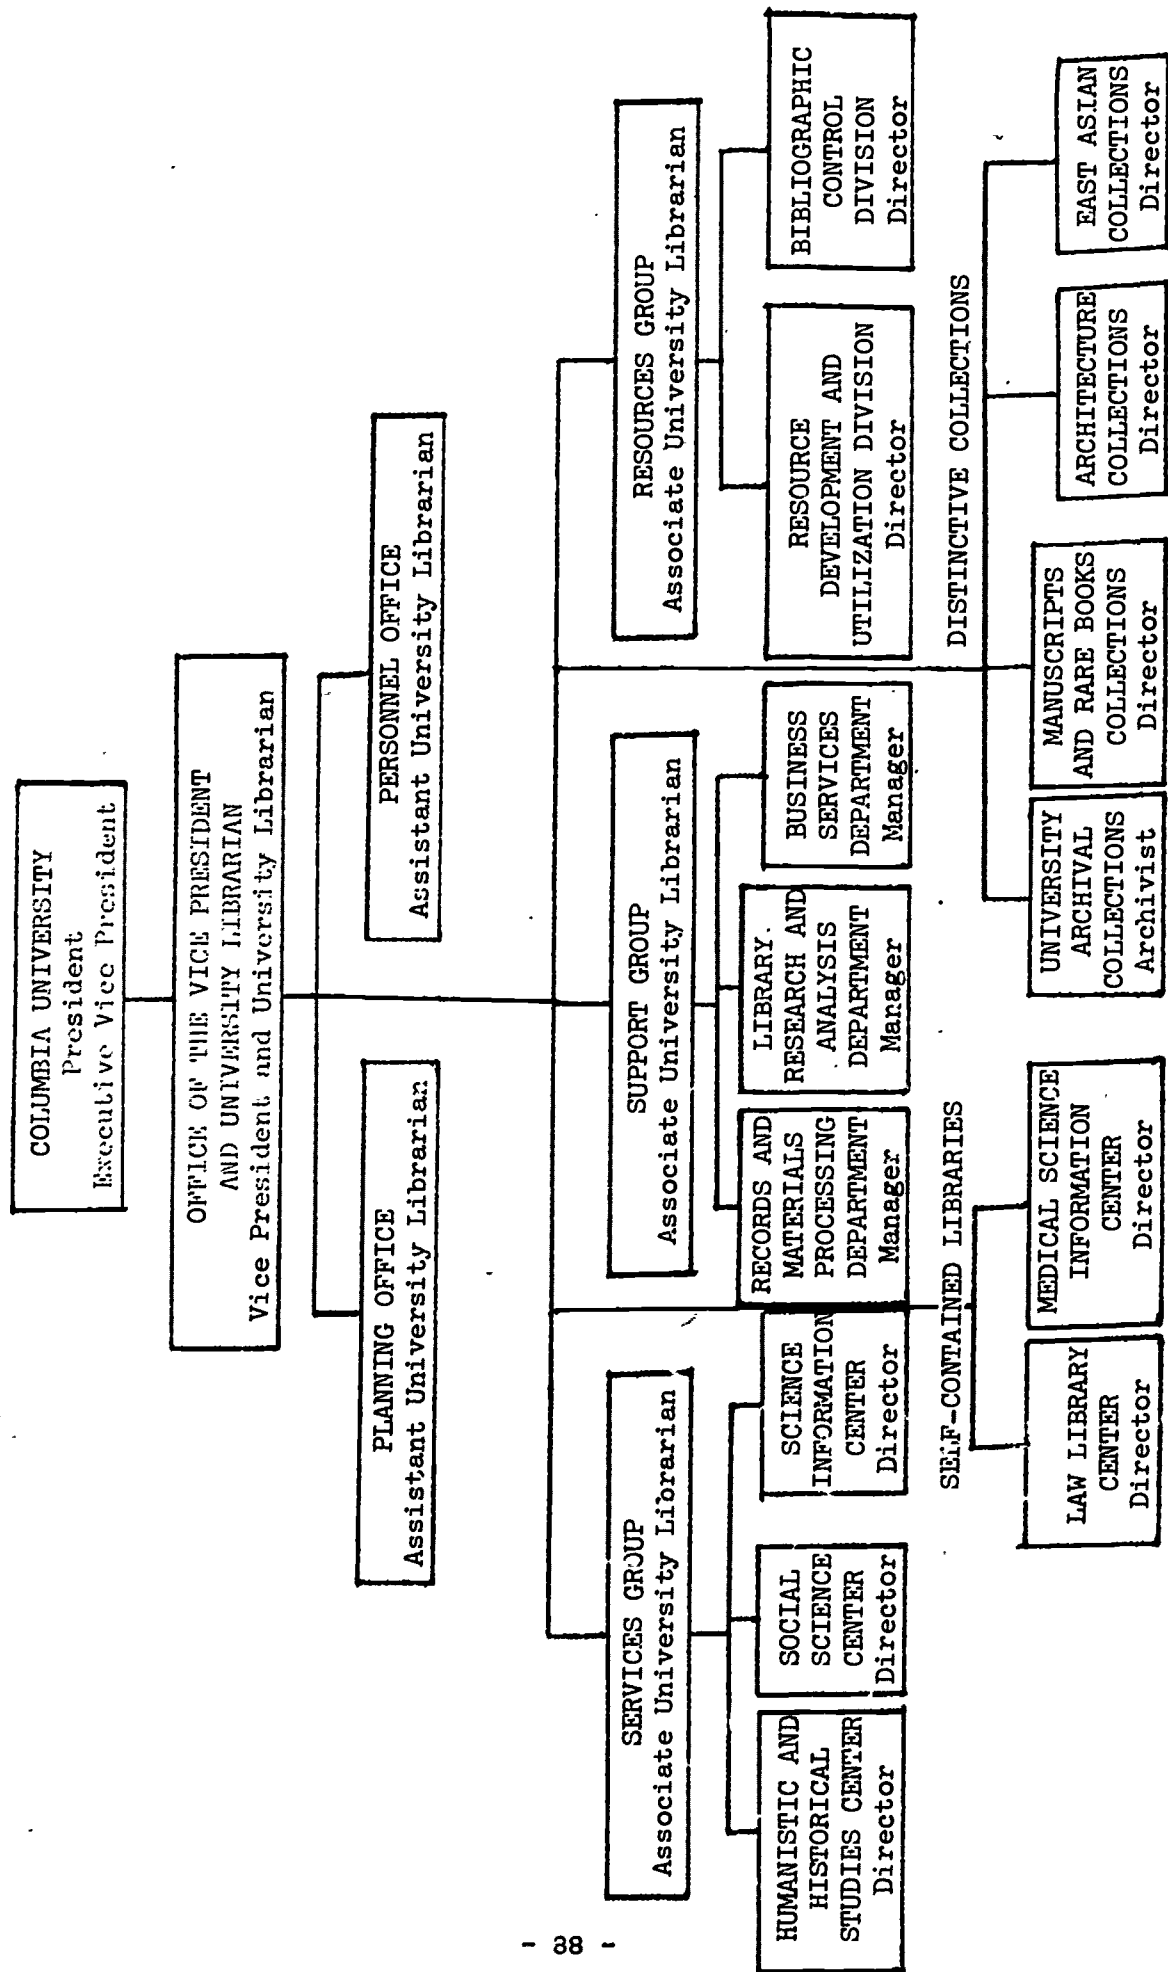 COLUMBIA UNIVERSITY
President
Executive Vice President
OFFICE OF THE VICE PRESIDENT
AND UNIVERSITY LIBRARIAN
Vice President and University Librarian
PLANNING OFFICE
Assistant University Librarian
PERSONNEL OFFICE
Assistant University Librarian
SERVICES GROUP
Associate University Librarian
SUPPORT GROUP
Associate University Librarian
RESOURCES GROUP
Associate University Librarian
HUMANISTIC AND
HISTORICAL
STUDIES CENTER
Director
SOCIAL
SCIENCE
CENTER
Director
SCIENCE
INFORMATION
CENTER
Director
RECORDS AND
MATERIALS
PROCESSING
DEPARTMENT
Manager
LIBRARY.
RESEARCH AND
ANALYSIS
DEPARTMENT
Manager
BUSINESS
SERVICES
DEPARTMENT
Manager
RESOURCE
DEVELOPMENT AND
UTILIZATION DIVISION
Director
BIBLIOGRAPHIC
CONTROL
DIVISION
Director
SELF-CONTAINED LIBRARIES
DISTINCTIVE COLLECTIONS
LAW LIBRARY
CENTER
Director
MEDICAL SCIENCE
INFORMATION
CENTER
Director
UNIVERSITY
ARCHIVAL
COLLECTIONS
Archivist
MANUSCRIPTS
AND RARE BOOKS
COLLECTIONS
Director
ARCHITECTURE
COLLECTIONS
Director
EAST ASIAN
COLLECTIONS
Director
- 38 -